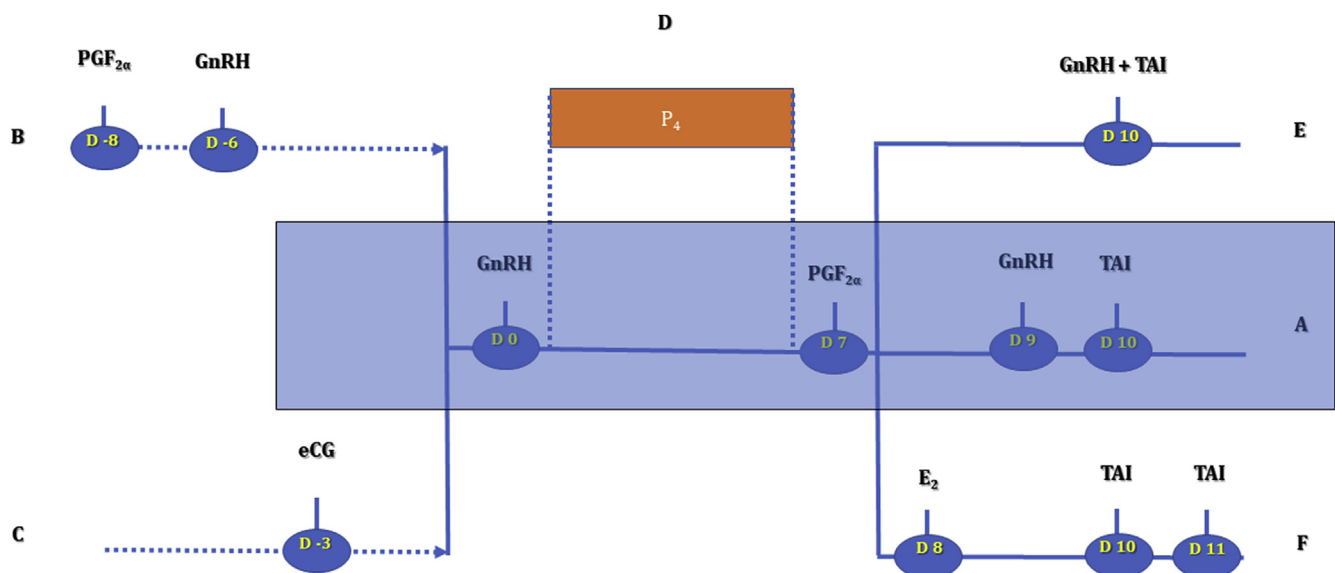 D
PGF2α GnRH GnRH + TAI
B D -8 D -6 P4 D 10 E
GnRH PGF2α GnRH TAI
D 0 D 7 D 9 D 10 A
eCG E2 TAI TAI
C D -3 D 8 D 10 D 11 F